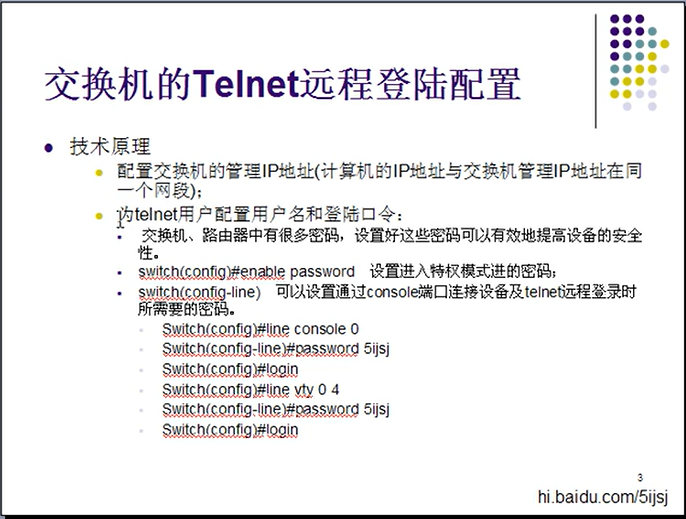 交换机的Telnet远程登陆配置
技术原理
配置交换机的管理IP地址(计算机的IP地址与交换机管理IP地址在同
一个网段);
为telnet用户配置用户名和登陆口令:
交换机、路由器中有很多密码，设置好这些密码可以有效地提高设备的安全
性。
switch(config)#enable password 设置进入特权模式进的密码;
switch(config-line) 可以设置通过console端口连接设备及telnet远程登录时
所需要的密码。
Switch(config)#line console 0
Switch(config-line)#password 5ijsj
Switch(config)#login
Switch(config)#line vty 0 4
Switch(config-line)#password 5ijsj
Switch(config)#login
3
hi.baidu.com/5ijsj